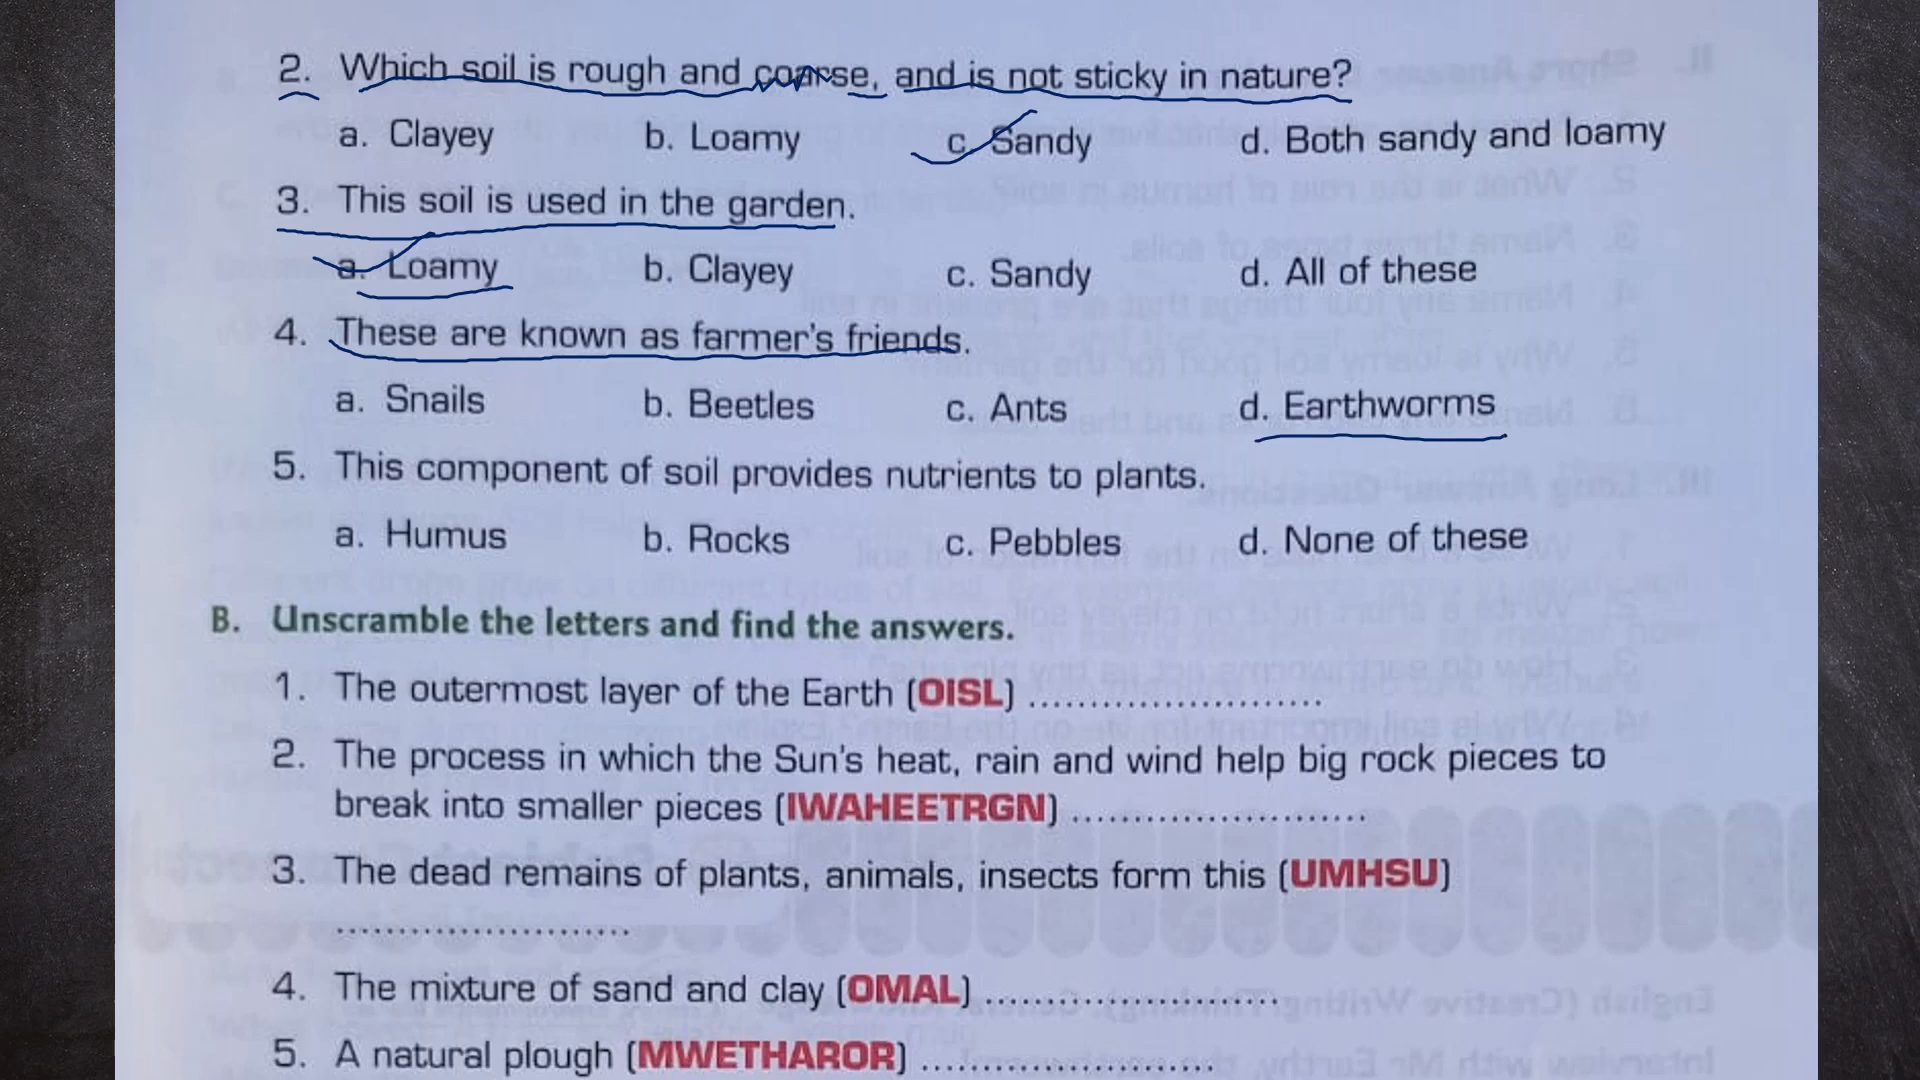 2. Which soil is rough and coarse, and is not sticky in nature?
a. Clayey b. Loamy c. Sandy d. Both sandy and loamy
3. This soil is used in the garden.
a. Loamy b. Clayey c. Sandy d. All of these
4. These are known as farmer's friends.
a. Snails b. Beetles c. Ants d. Earthworms
5. This component of soil provides nutrients to plants.
a. Humus b. Rocks c. Pebbles d. None of these
B. Unscramble the letters and find the answers.
1. The outermost layer of the Earth (OISL) ........................
2. The process in which the Sun's heat, rain and wind help big rock pieces to
break into smaller pieces (IWAHEETRGN) ........................
3. The dead remains of plants, animals, insects form this (UMHSU)
........................
4. The mixture of sand and clay (OMAL) ........................
5. A natural plough (MWETHAROR) ........................